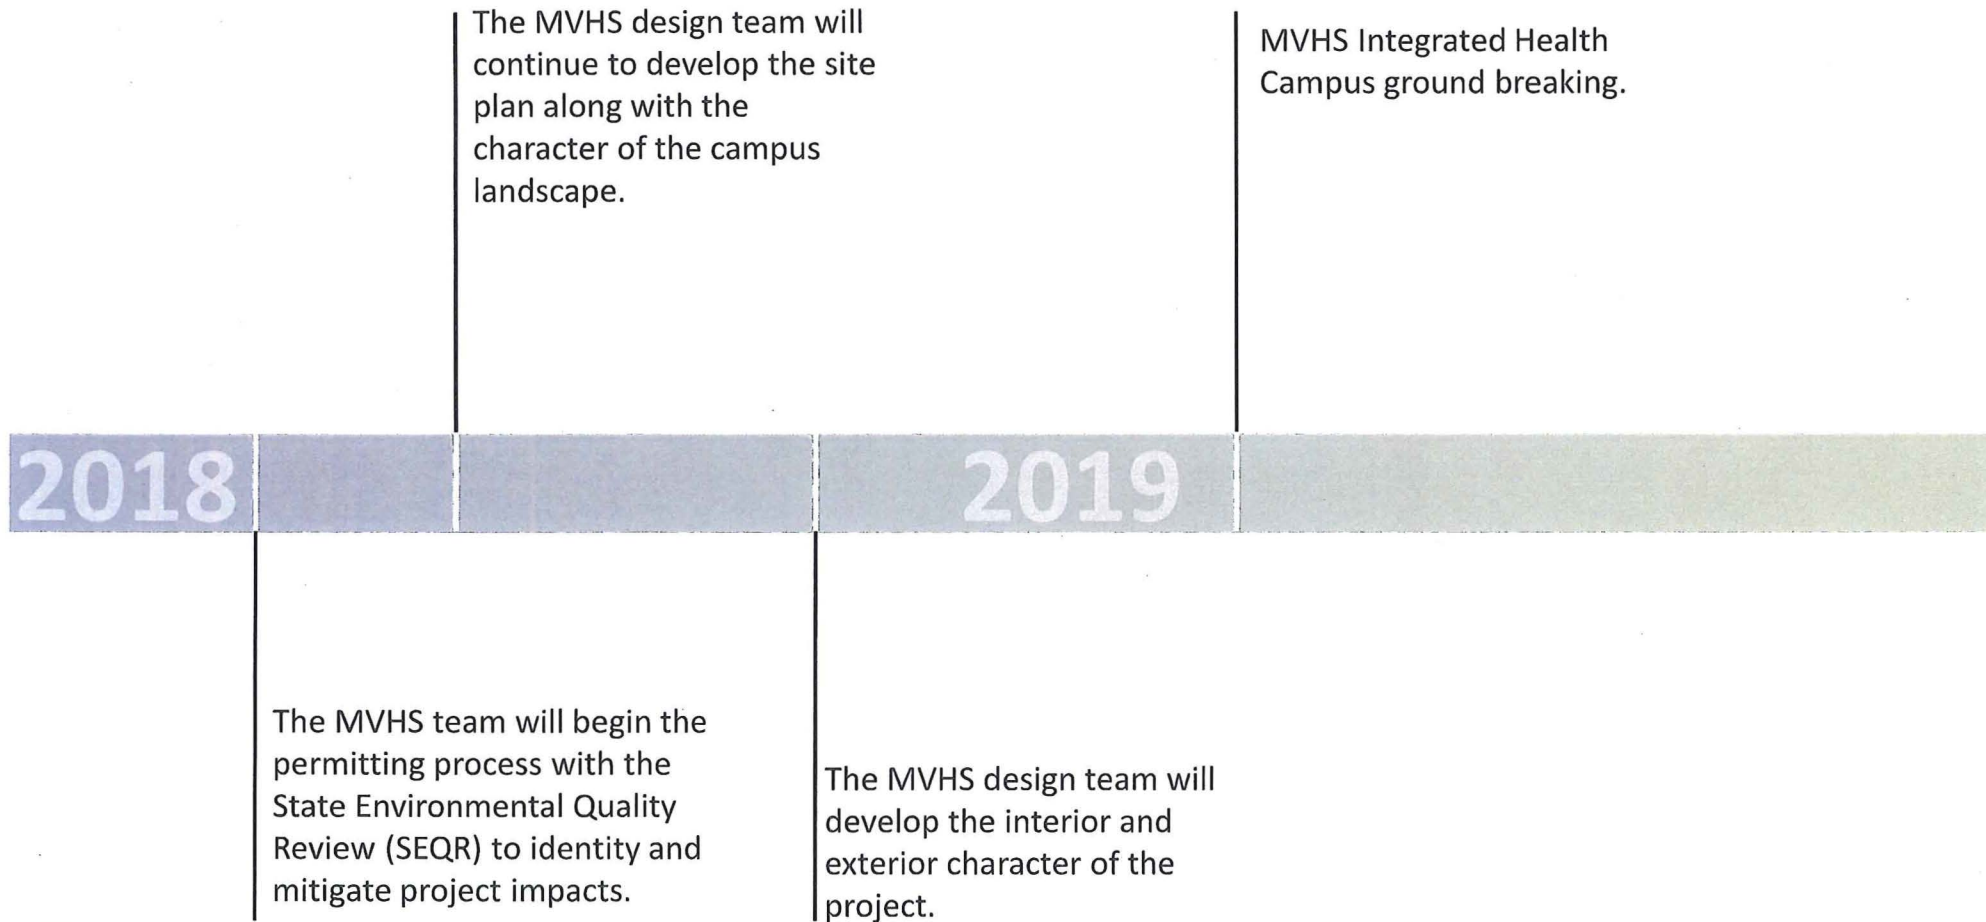 The MVHS design team will
continue to develop the site
plan along with the
character of the campus
landscape.
MVHS Integrated Health
Campus ground breaking.
2018
2019
The MVHS team will begin the
permitting process with the
State Environmental Quality
Review (SEQR) to identity and
mitigate project impacts.
The MVHS design team will
develop the interior and
exterior character of the
project.